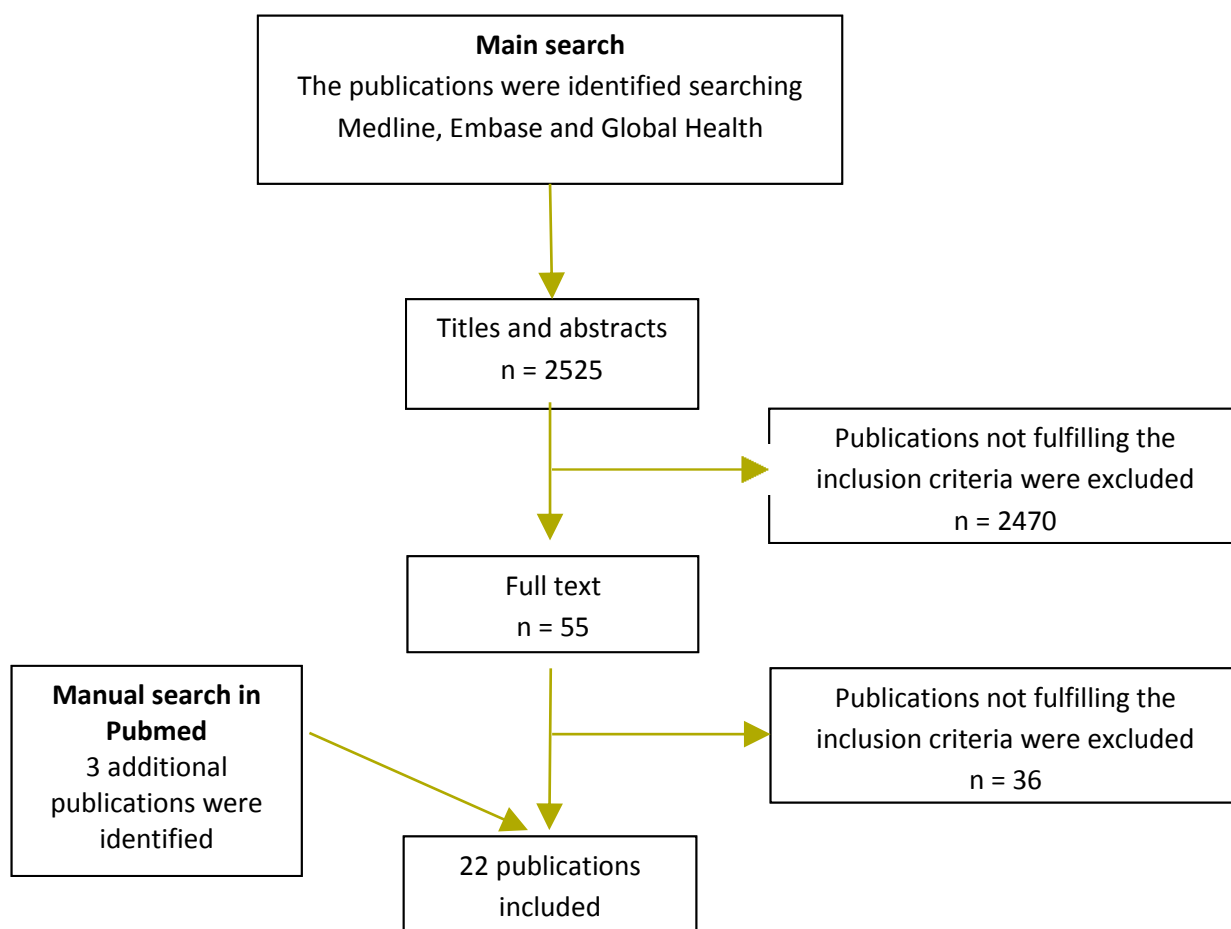 Main search
The publications were identified searching
Medline, Embase and Global Health
Titles and abstracts
n = 2525
Publications not fulfilling the
inclusion criteria were excluded
n = 2470
Full text
n = 55
Manual search in
Pubmed
3 additional
publications were
identified
Publications not fulfilling the
inclusion criteria were excluded
n = 36
22 publications
included